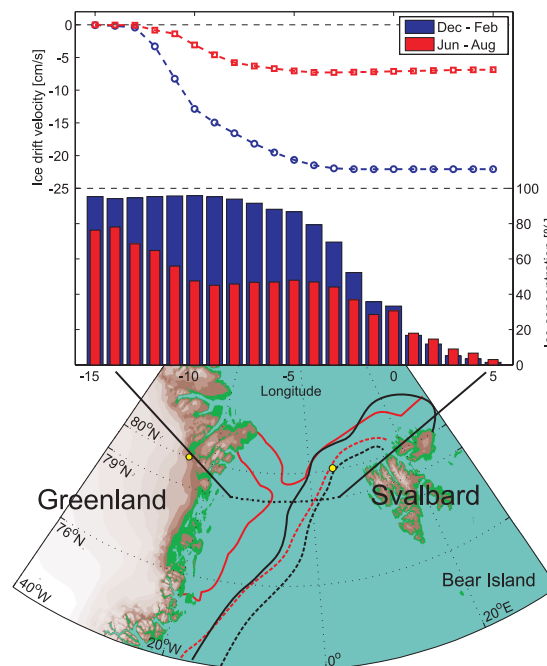 Dec - Feb
Jun - Aug
Ice drift velocity [cm/s]
0
-5
-10
-15
-20
-25
100
80
60
40
20
0
-15
-10
-5
0
5
Longitude
80°N
79°N
76°N
Greenland
Svalbard
Bear Island
40°W
20°W
0°
20°E